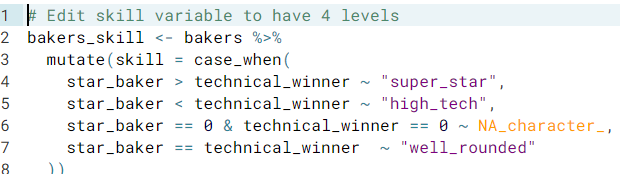 1 # Edit skill variable to have 4 levels
2 bakers_skill <- bakers %>%
3   mutate(skill = case_when(
4     star_baker > technical_winner ~ "super_star",
5     star_baker < technical_winner ~ "high_tech",
6     star_baker == 0 & technical_winner == 0 ~ NA_character_,
7     star_baker == technical_winner  ~ "well_rounded"
8   ))